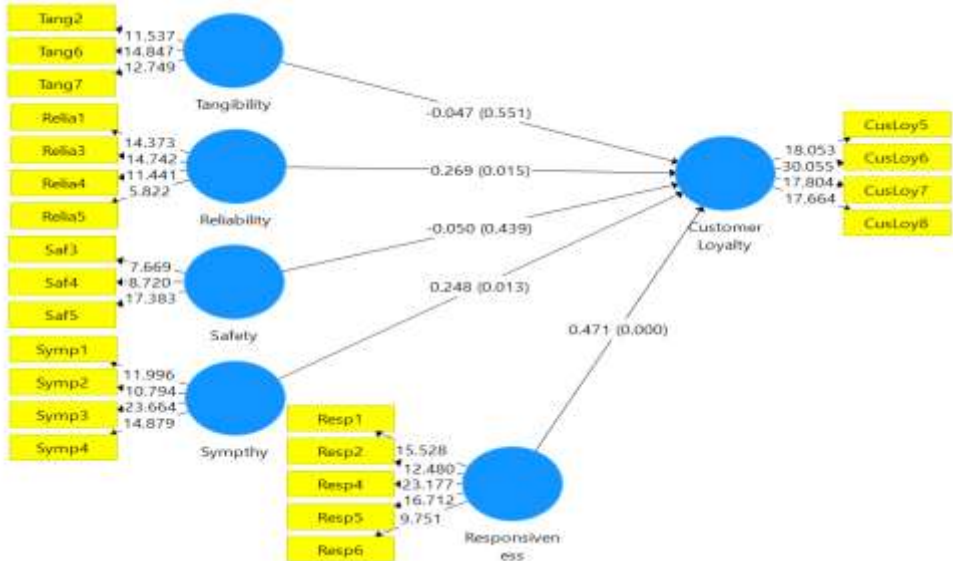 Tang2
Tang6
Tang7
11.537
14.847
12.749
Tangibility
-0.047 (0.551)
Relia1
Relia3
Relia4
Relia5
14.373
14.742
11.441
5.822
Reliability
0.269 (0.015)
CusLoy5
CusLoy6
CusLoy7
CusLoy8
18.053
30.055
17.804
17.664
Customer
Loyalty
Saf3
Saf4
Saf5
7.669
8.720
17.383
Safety
-0.050 (0.439)
Symp1
Symp2
Symp3
Symp4
11.996
10.794
23.664
14.879
Sympthy
0.248 (0.013)
Resp1
Resp2
Resp4
Resp5
Resp6
15.528
12.480
23.177
16.712
9.751
Responsiven
ess
0.471 (0.000)